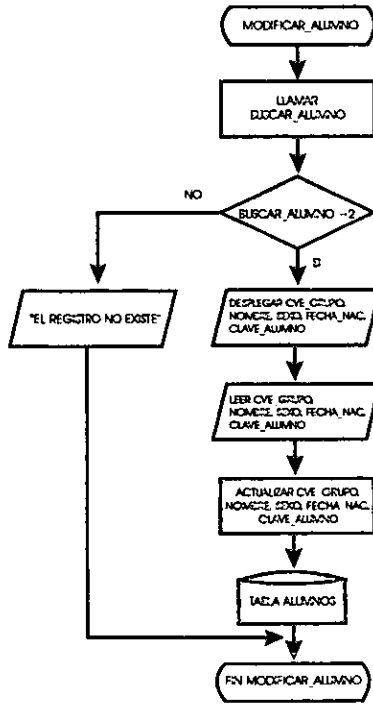 MODIFICAR_ALUMNO
LLAMAR
BUSCAR_ALUMNO
NO
BUSCAR_ALUMNO =2
SI
"EL REGISTRO NO EXISTE"
DESPLEGAR CVE_GRUPO,
NOMBRE, SEXO, FECHA_NAC,
CLAVE_ALUMNO
LEER CVE_GRUPO,
NOMBRE, SEXO, FECHA_NAC,
CLAVE_ALUMNO
ACTUALIZAR CVE_GRUPO,
NOMBRE, SEXO, FECHA_NAC,
CLAVE_ALUMNO
TABLA ALUMNOS
FIN MODIFICAR_ALUMNO